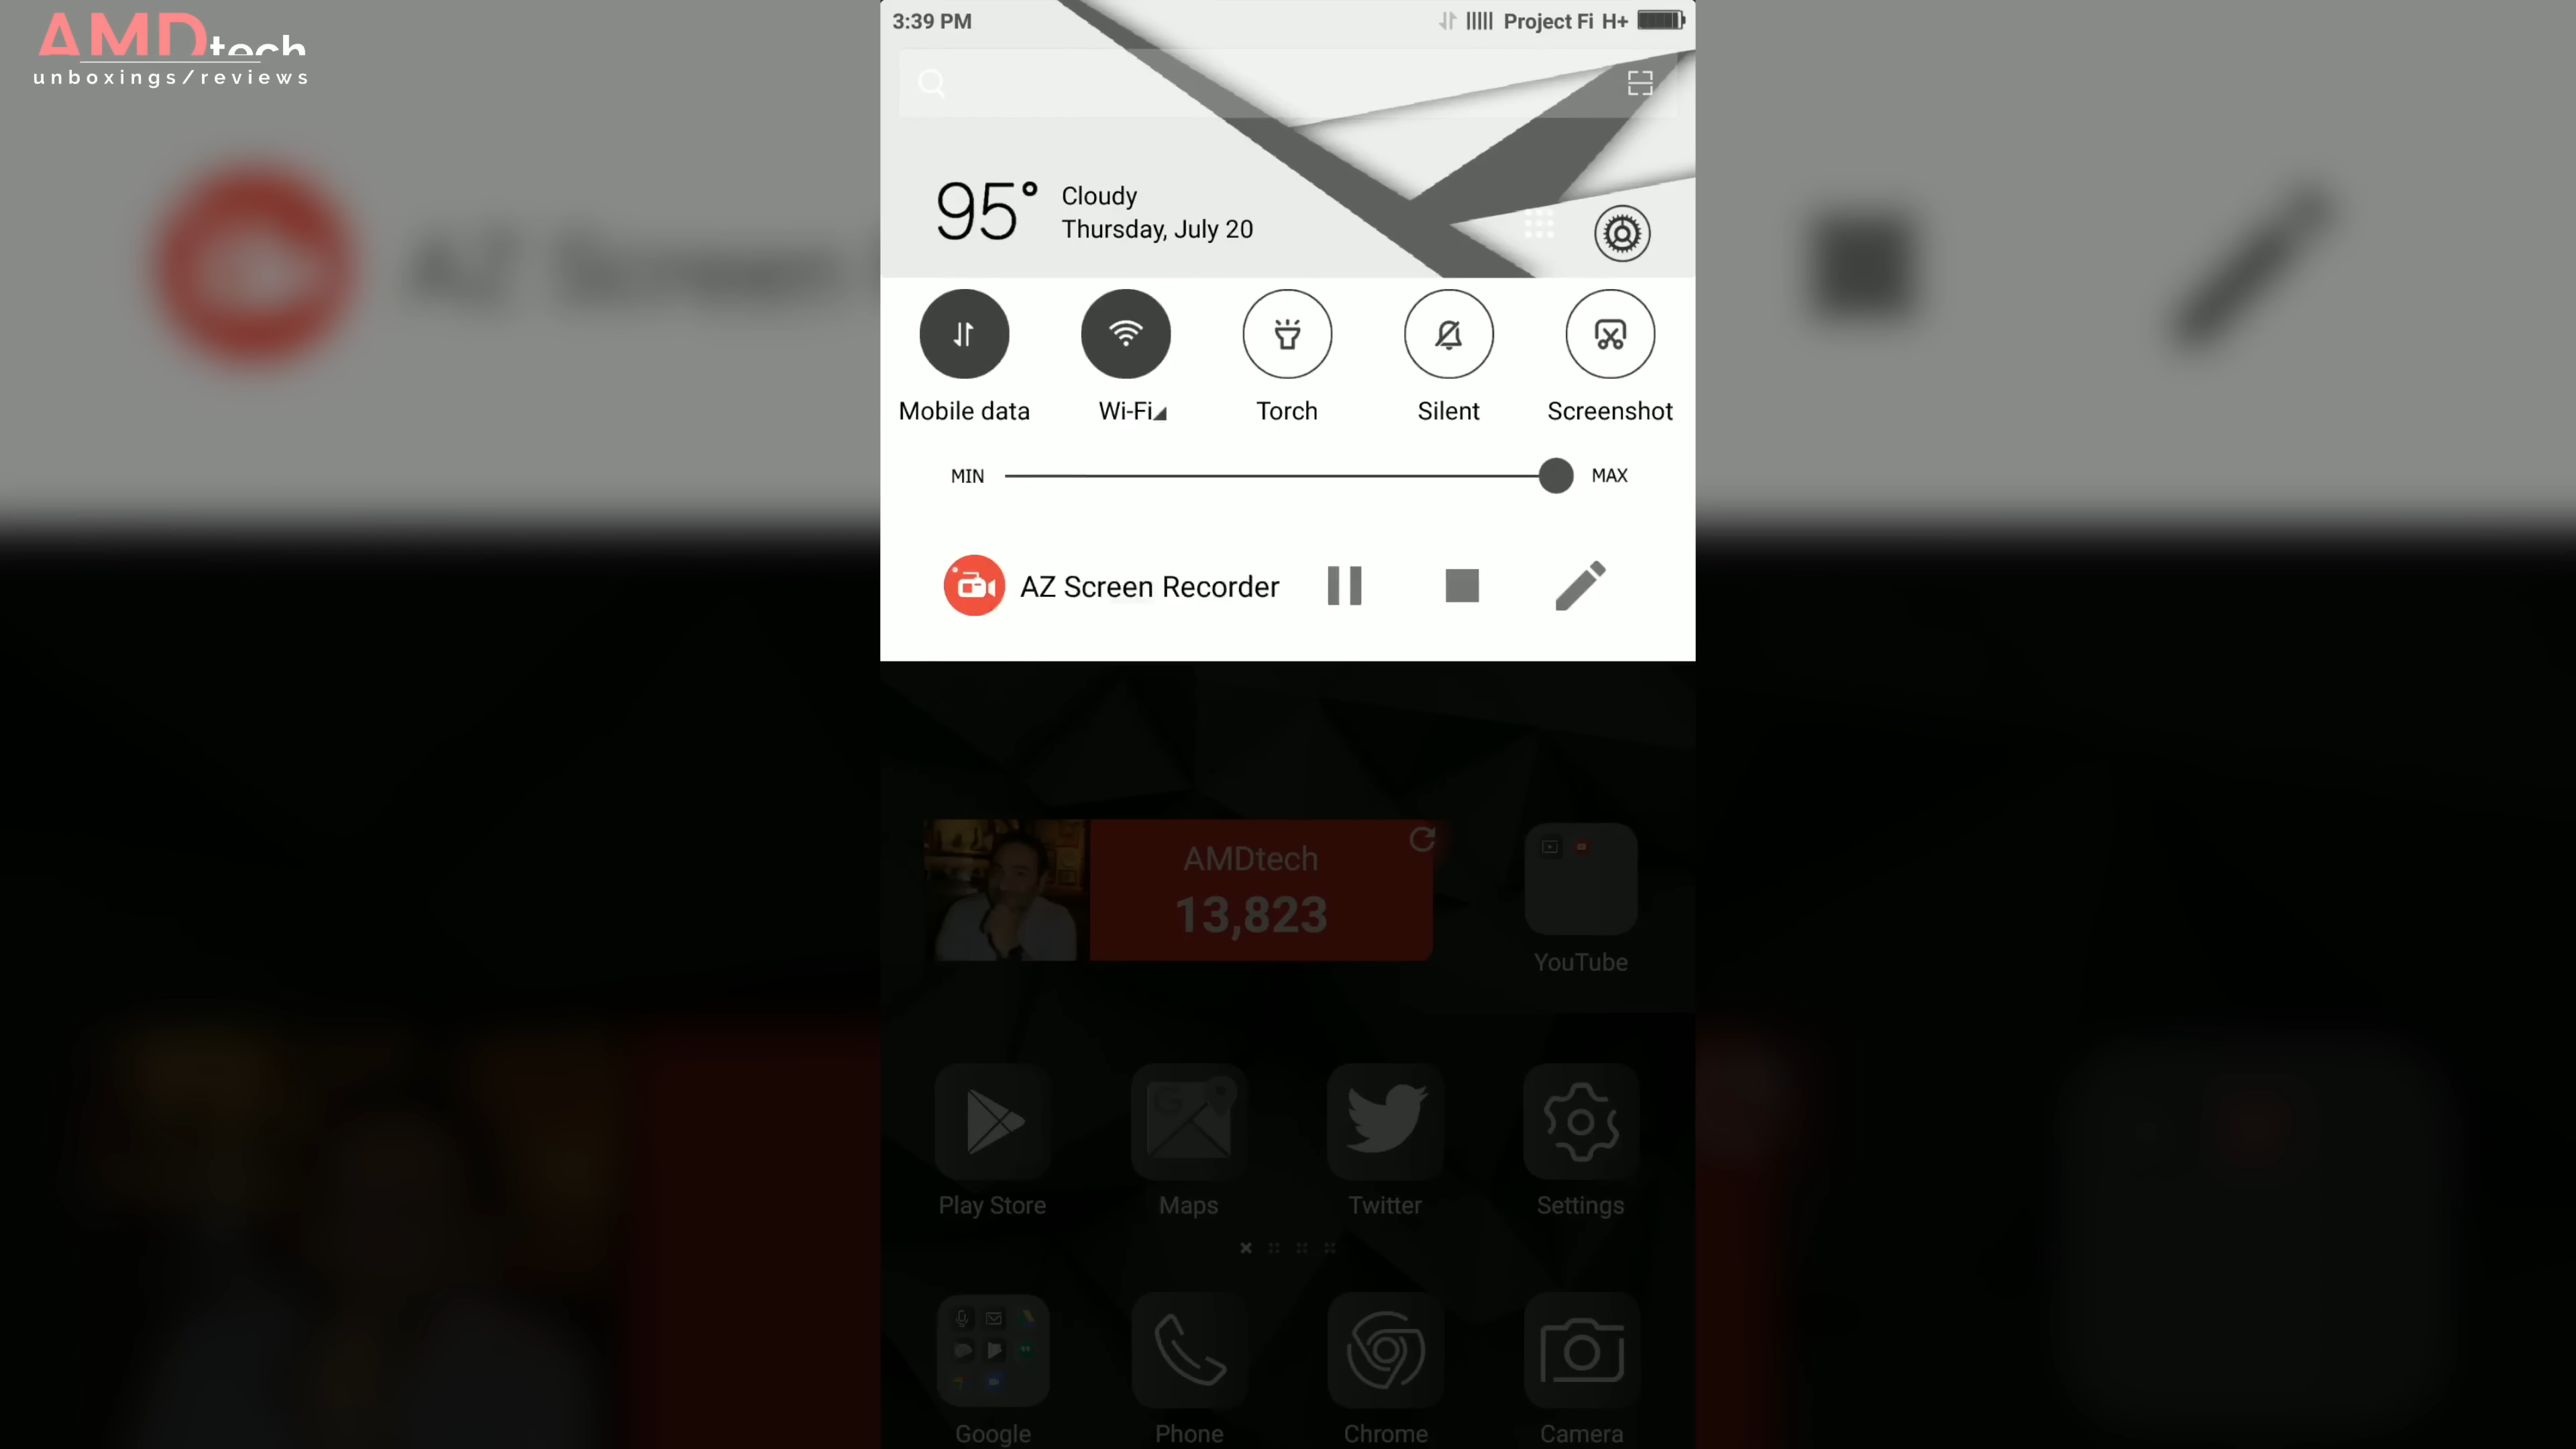 AMDtech
unboxings/reviews
3:39 PM
Project Fi H+
95°
Cloudy
Thursday, July 20
Mobile data
Wi-Fi
Torch
Silent
Screenshot
MIN
MAX
AZ Screen Recorder
AZ Screen
AMDtech
13,823
YouTube
Play Store
Maps
Twitter
Settings
Google
Phone
Chrome
Camera